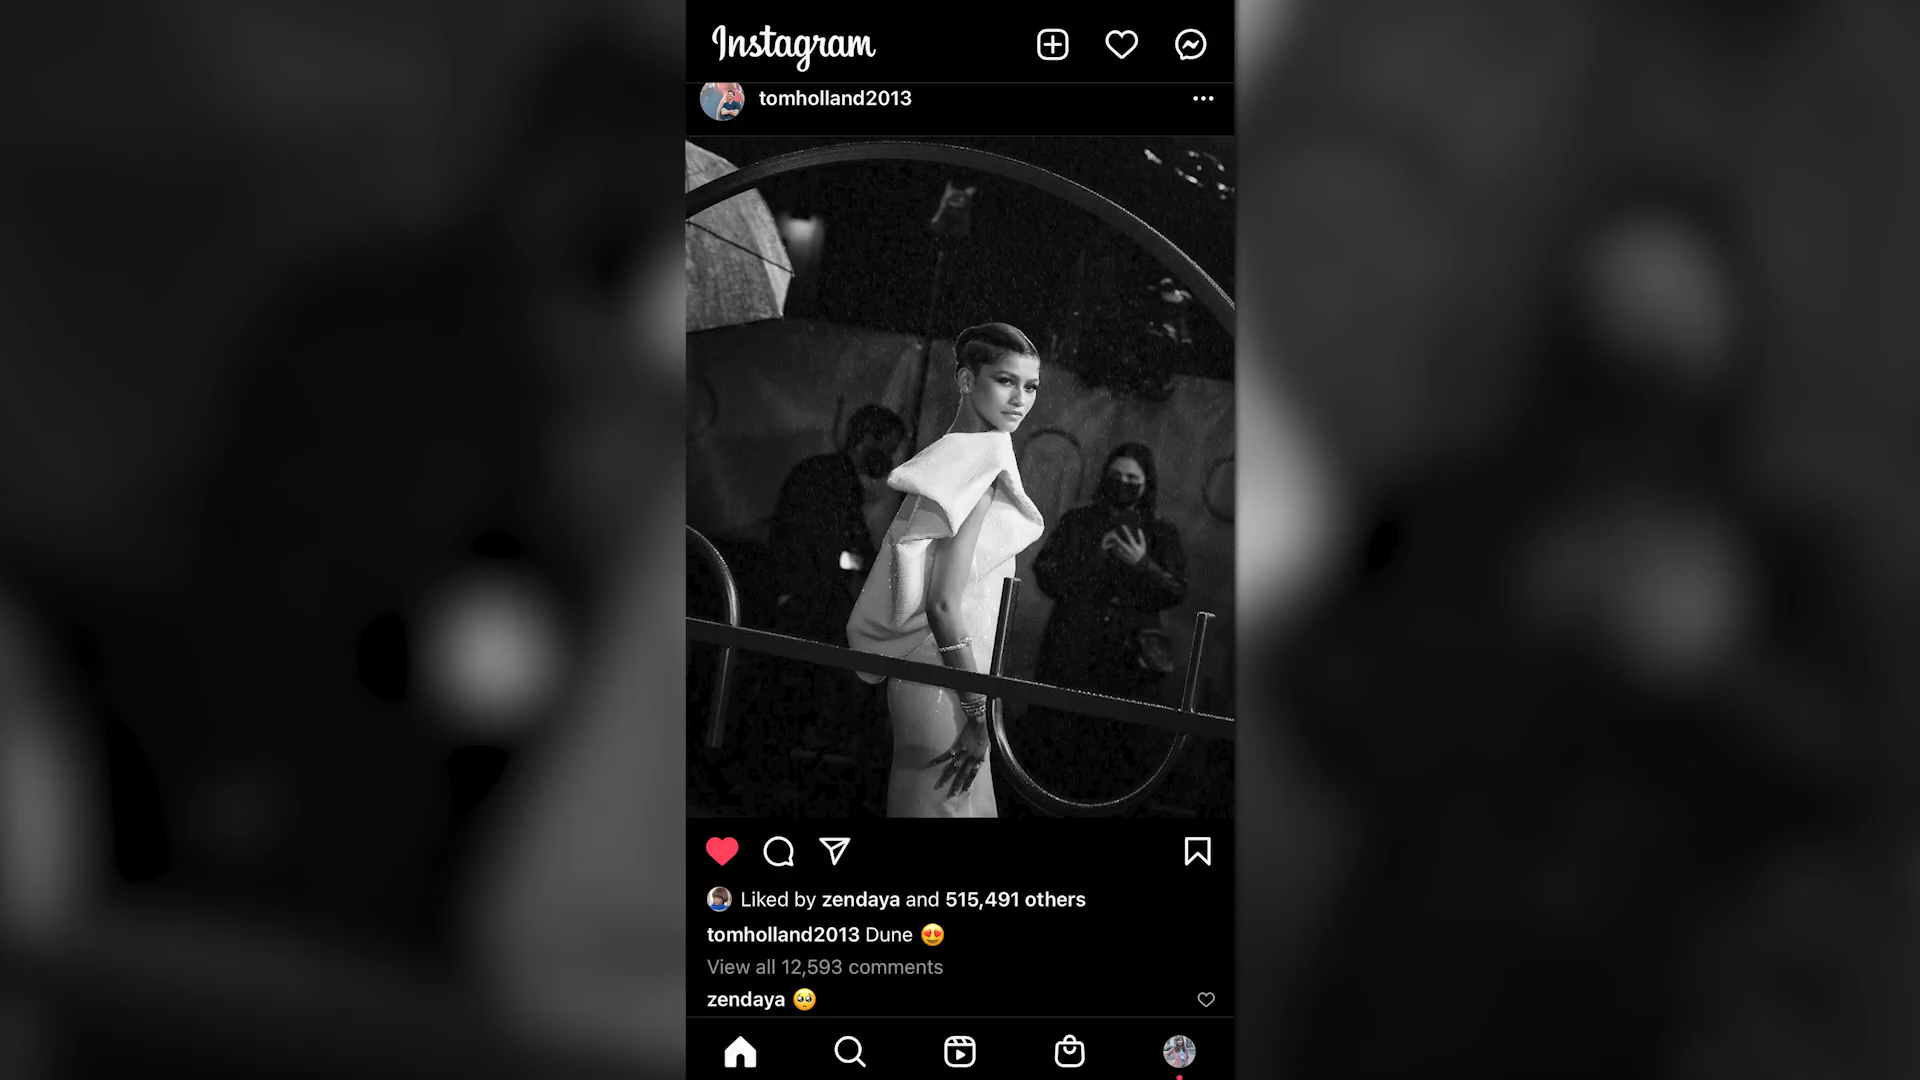 Instagram
tomholland2013
Liked by zendaya and 515,491 others
tomholland2013 Dune 😍
View all 12,593 comments
zendaya 🥺